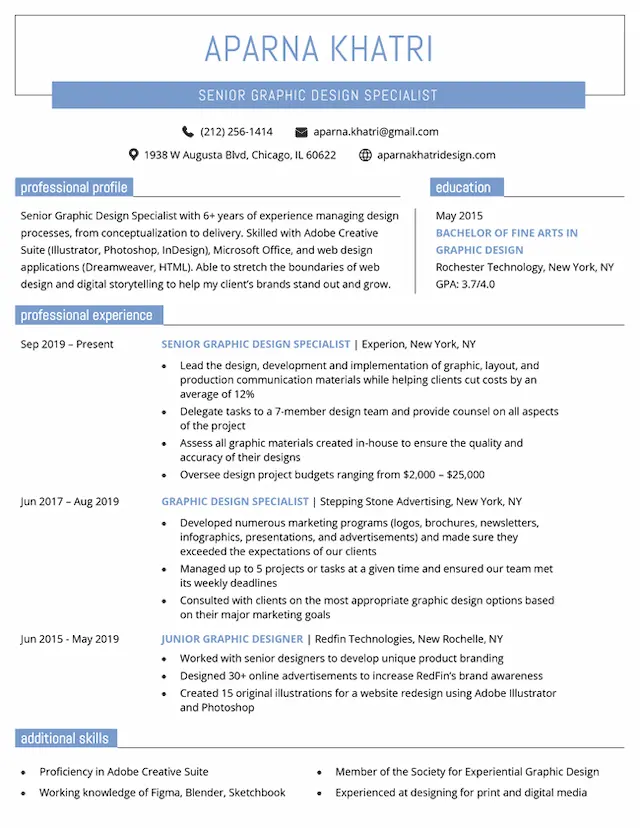 APARNA KHATRI
SENIOR GRAPHIC DESIGN SPECIALIST
(212) 256-1414 aparna.khatri@gmail.com
1938 W Augusta Blvd, Chicago, IL 60622 aparnakhatridesign.com
professional profile
Senior Graphic Design Specialist with 6+ years of experience managing design
processes, from conceptualization to delivery. Skilled with Adobe Creative
Suite (Illustrator, Photoshop, InDesign), Microsoft Office, and web design
applications (Dreamweaver, HTML). Able to stretch the boundaries of web
design and digital storytelling to help my client's brands stand out and grow.
education
May 2015
BACHELOR OF FINE ARTS IN
GRAPHIC DESIGN
Rochester Technology, New York, NY
GPA: 3.7/4.0
professional experience
Sep 2019 – Present SENIOR GRAPHIC DESIGN SPECIALIST | Experion, New York, NY
• Lead the design, development and implementation of graphic, layout, and
production communication materials while helping clients cut costs by an
average of 12%
• Delegate tasks to a 7-member design team and provide counsel on all aspects
of the project
• Assess all graphic materials created in-house to ensure the quality and
accuracy of their designs
• Oversee design project budgets ranging from $2,000 – $25,000
Jun 2017 – Aug 2019 GRAPHIC DESIGN SPECIALIST | Stepping Stone Advertising, New York, NY
• Developed numerous marketing programs (logos, brochures, newsletters,
infographics, presentations, and advertisements) and made sure they
exceeded the expectations of our clients
• Managed up to 5 projects or tasks at a given time and ensured our team met
its weekly deadlines
• Consulted with clients on the most appropriate graphic design options based
on their major marketing goals
Jun 2015 - May 2019 JUNIOR GRAPHIC DESIGNER | Redfin Technologies, New Rochelle, NY
• Worked with senior designers to develop unique product branding
• Designed 30+ online advertisements to increase RedFin's brand awareness
• Created 15 original illustrations for a website redesign using Adobe Illustrator
and Photoshop
additional skills
• Proficiency in Adobe Creative Suite
• Working knowledge of Figma, Blender, Sketchbook
• Member of the Society for Experiential Graphic Design
• Experienced at designing for print and digital media